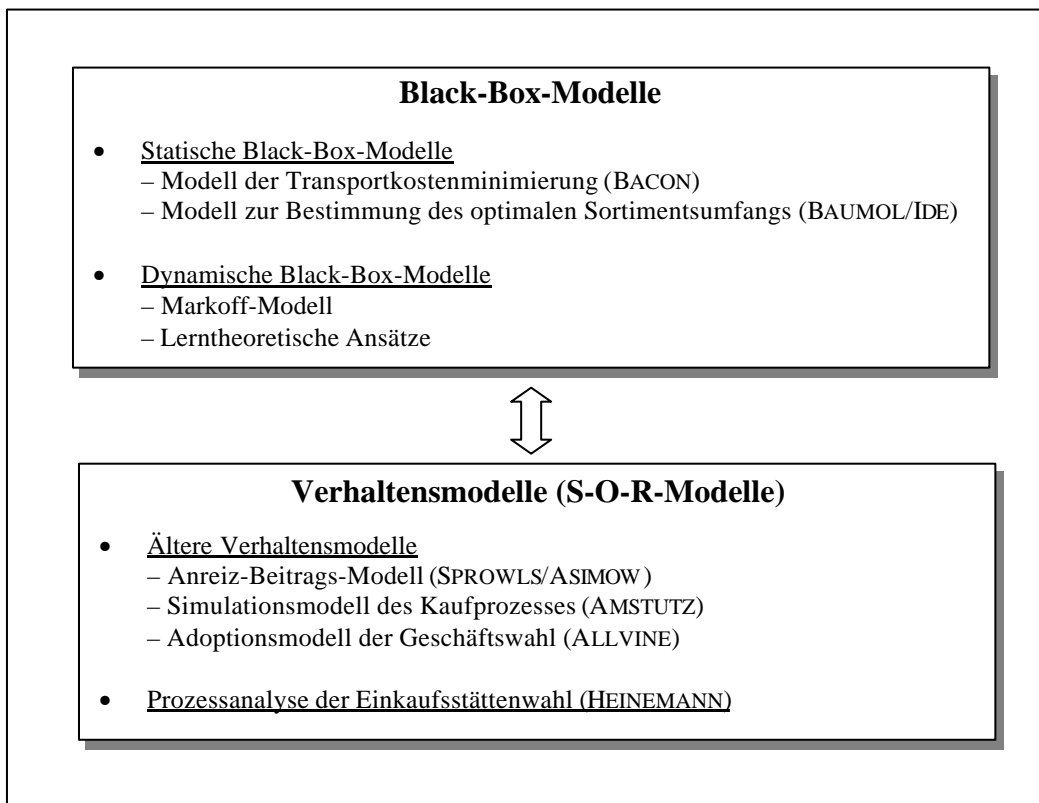 Black-Box-Modelle
• Statische Black-Box-Modelle
– Modell der Transportkostenminimierung (BACON)
– Modell zur Bestimmung des optimalen Sortimentsumfangs (BAUMOL/IDE)
• Dynamische Black-Box-Modelle
– Markoff-Modell
– Lerntheoretische Ansätze
Verhaltensmodelle (S-O-R-Modelle)
• Ältere Verhaltensmodelle
– Anreiz-Beitrags-Modell (SPROWLS/ASIMOW)
– Simulationsmodell des Kaufprozesses (AMSTUTZ)
– Adoptionsmodell der Geschäftswahl (ALLVINE)
• Prozessanalyse der Einkaufsstättenwahl (HEINEMANN)